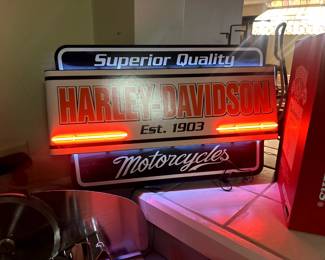 Superior Quality
HARLEY-DAVIDSON
Est. 1903
Motorcycles